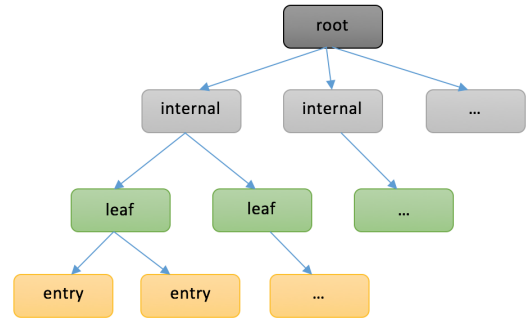 root
internal
internal
...
leaf
leaf
...
entry
entry
...